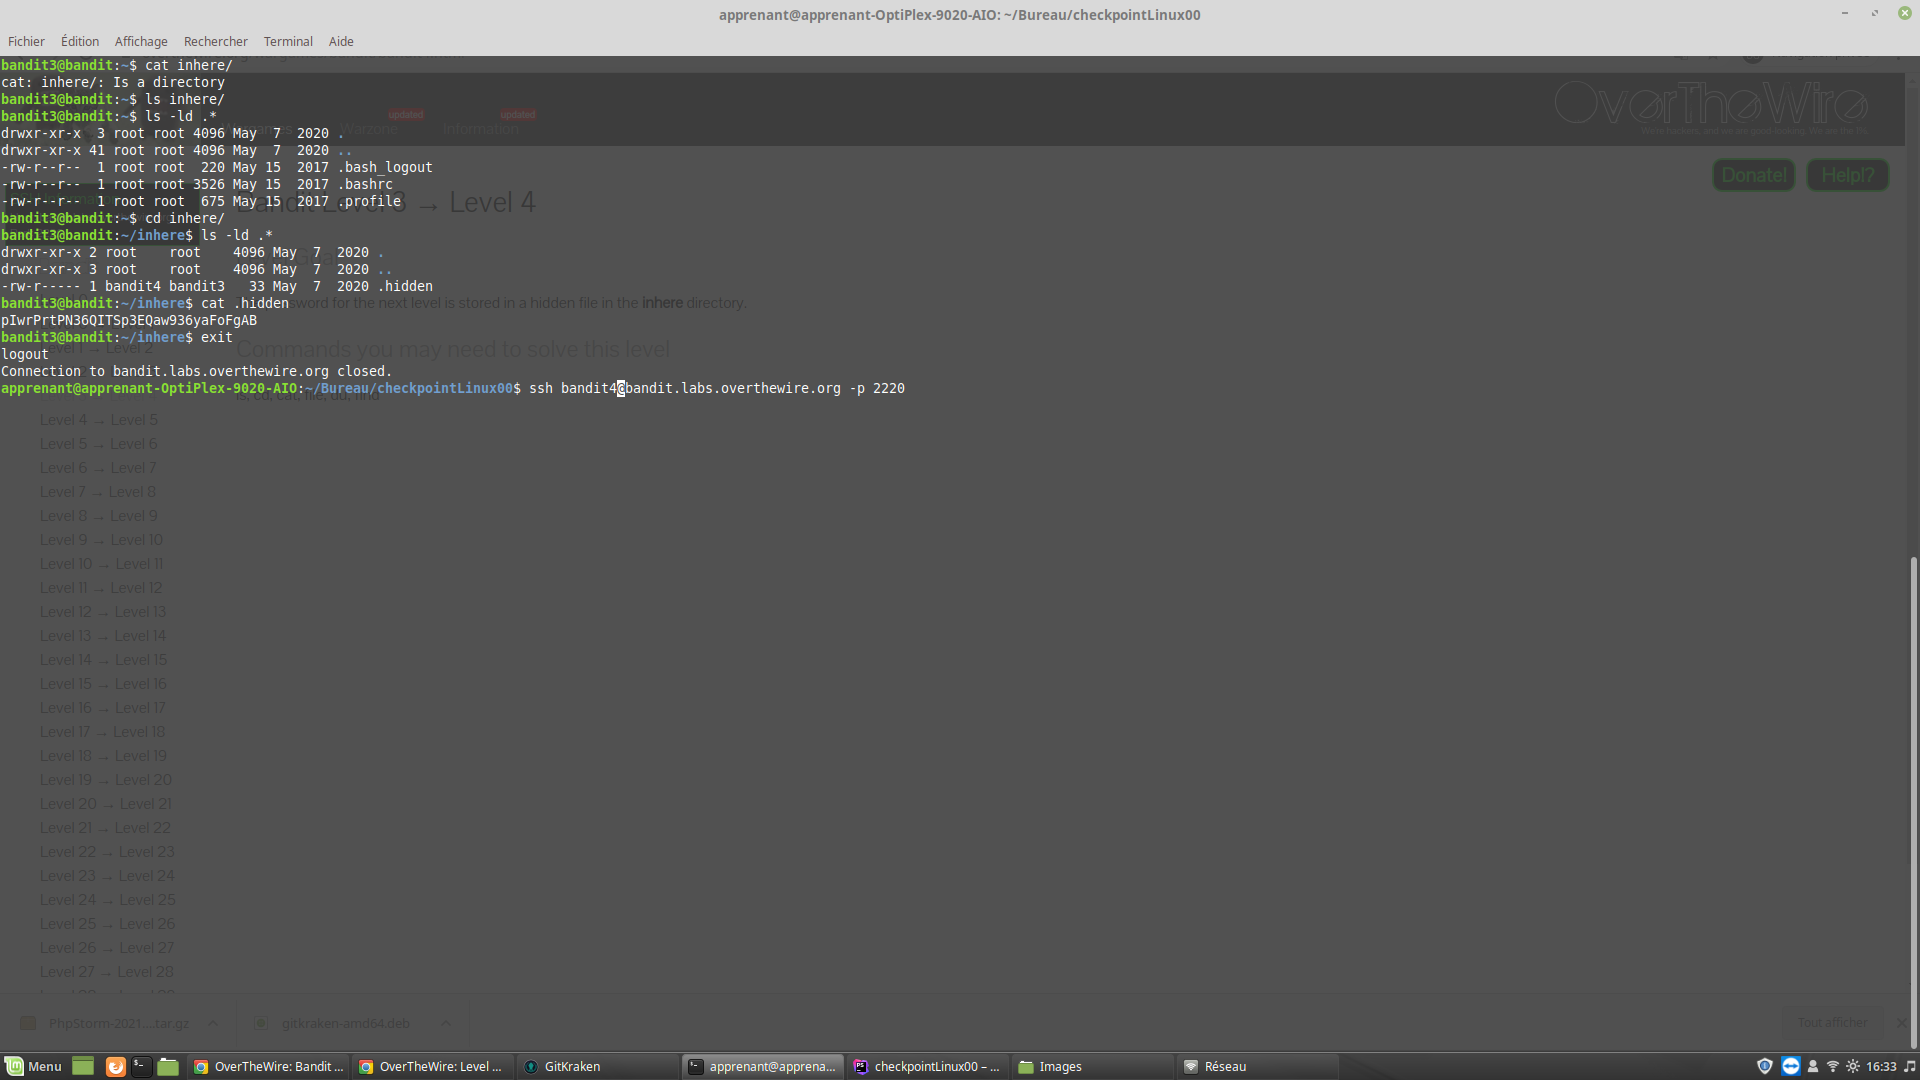 apprenant@apprenant-OptiPlex-9020-AIO: ~/Bureau/checkpointLinux00
Fichier Édition Affichage Rechercher Terminal Aide
bandit3@bandit:~$ cat inhere/
cat: inhere/: Is a directory
bandit3@bandit:~$ ls inhere/
bandit3@bandit:~$ ls -ld .*
drwxr-xr-x  3 root root 4096 May  7  2020 .
drwxr-xr-x 41 root root 4096 May  7  2020 ..
-rw-r--r--  1 root root  220 May 15  2017 .bash_logout
-rw-r--r--  1 root root 3526 May 15  2017 .bashrc
-rw-r--r--  1 root root  675 May 15  2017 .profile
bandit3@bandit:~$ cd inhere/
bandit3@bandit:~/inhere$ ls -ld .*
drwxr-xr-x 2 root    root    4096 May  7  2020 .
drwxr-xr-x 3 root    root    4096 May  7  2020 ..
-rw-r----- 1 bandit4 bandit3   33 May  7  2020 .hidden
bandit3@bandit:~/inhere$ cat .hidden
pIwrPrtPN36QITSp3EQaw936yaFoFgAB
bandit3@bandit:~/inhere$ exit
logout
Connection to bandit.labs.overthewire.org closed.
apprenant@apprenant-OptiPlex-9020-AIO:~/Bureau/checkpointLinux00$ ssh bandit4@bandit.labs.overthewire.org -p 2220
updated updated
Warzone Information
OverTheWire
Donate! Help!?
Bandit Level 3 → Level 4
sword for the next level is stored in a hidden file in the inhere directory.
Commands you may need to solve this level
ls, cd, cat, file, du, find
Level 1 → Level 2
Level 4 → Level 5
Level 5 → Level 6
Level 6 → Level 7
Level 7 → Level 8
Level 8 → Level 9
Level 9 → Level 10
Level 10 → Level 11
Level 11 → Level 12
Level 12 → Level 13
Level 13 → Level 14
Level 14 → Level 15
Level 15 → Level 16
Level 16 → Level 17
Level 17 → Level 18
Level 18 → Level 19
Level 19 → Level 20
Level 20 → Level 21
Level 21 → Level 22
Level 22 → Level 23
Level 23 → Level 24
Level 24 → Level 25
Level 25 → Level 26
Level 26 → Level 27
Level 27 → Level 28
PhpStorm-2021....tar.gz gitkraken-amd64.deb Tout afficher
Menu OverTheWire: Bandit ... OverTheWire: Level ... GitKraken apprenant@apprena... checkpointLinux00 – ... Images Réseau 16:33